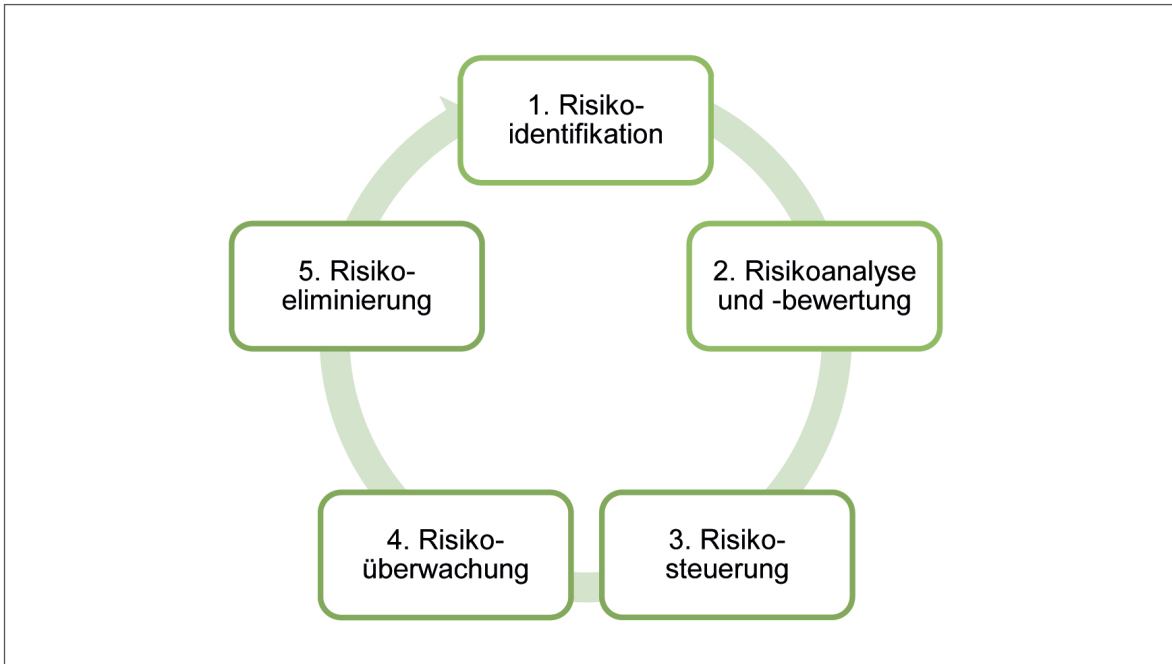 1. Risiko-
identifikation
2. Risikoanalyse
und -bewertung
3. Risiko-
steuerung
4. Risiko-
überwachung
5. Risiko-
eliminierung